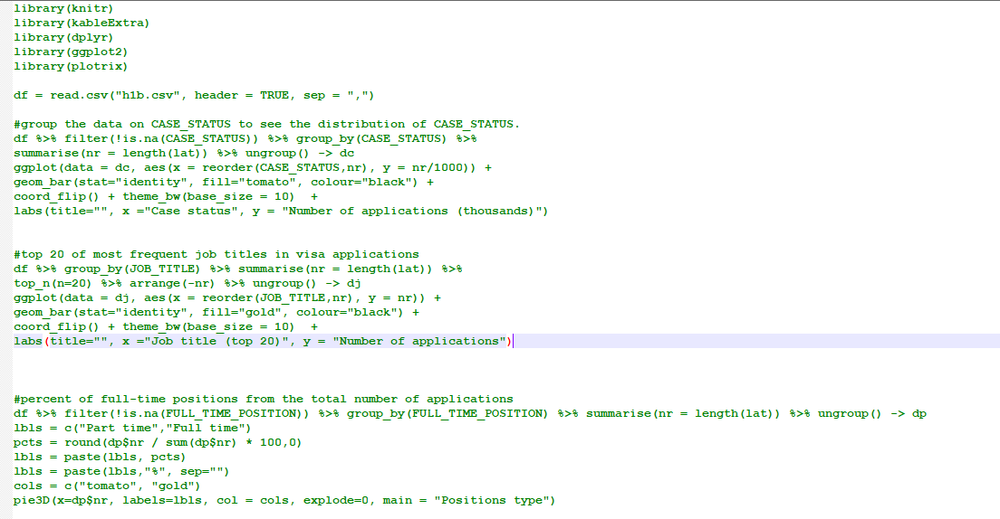 library(knitr)
library(kableExtra)
library(dplyr)
library(ggplot2)
library(plotrix)
df = read.csv("h1b.csv", header = TRUE, sep = ",")
#group the data on CASE_STATUS to see the distribution of CASE_STATUS.
df %>% filter(!is.na(CASE_STATUS)) %>% group_by(CASE_STATUS) %>%
summarise(nr = length(lat)) %>% ungroup() -> dc
ggplot(data = dc, aes(x = reorder(CASE_STATUS,nr), y = nr/1000)) +
geom_bar(stat="identity", fill="tomato", colour="black") +
coord_flip() + theme_bw(base_size = 10)  +
labs(title="", x ="Case status", y = "Number of applications (thousands)")
#top 20 of most frequent job titles in visa applications
df %>% group_by(JOB_TITLE) %>% summarise(nr = length(lat)) %>%
top_n(n=20) %>% arrange(-nr) %>% ungroup() -> dj
ggplot(data = dj, aes(x = reorder(JOB_TITLE,nr), y = nr)) +
geom_bar(stat="identity", fill="gold", colour="black") +
coord_flip() + theme_bw(base_size = 10)  +
labs(title="", x ="Job title (top 20)", y = "Number of applications")
#percent of full-time positions from the total number of applications
df %>% filter(!is.na(FULL_TIME_POSITION)) %>% group_by(FULL_TIME_POSITION) %>% summarise(nr = length(lat)) %>% ungroup() -> dp
lbls = c("Part time","Full time")
pcts = round(dp$nr / sum(dp$nr) * 100,0)
lbls = paste(lbls, pcts)
lbls = paste(lbls,"%", sep="")
cols = c("tomato", "gold")
pie3D(x=dp$nr, labels=lbls, col = cols, explode=0, main = "Positions type")